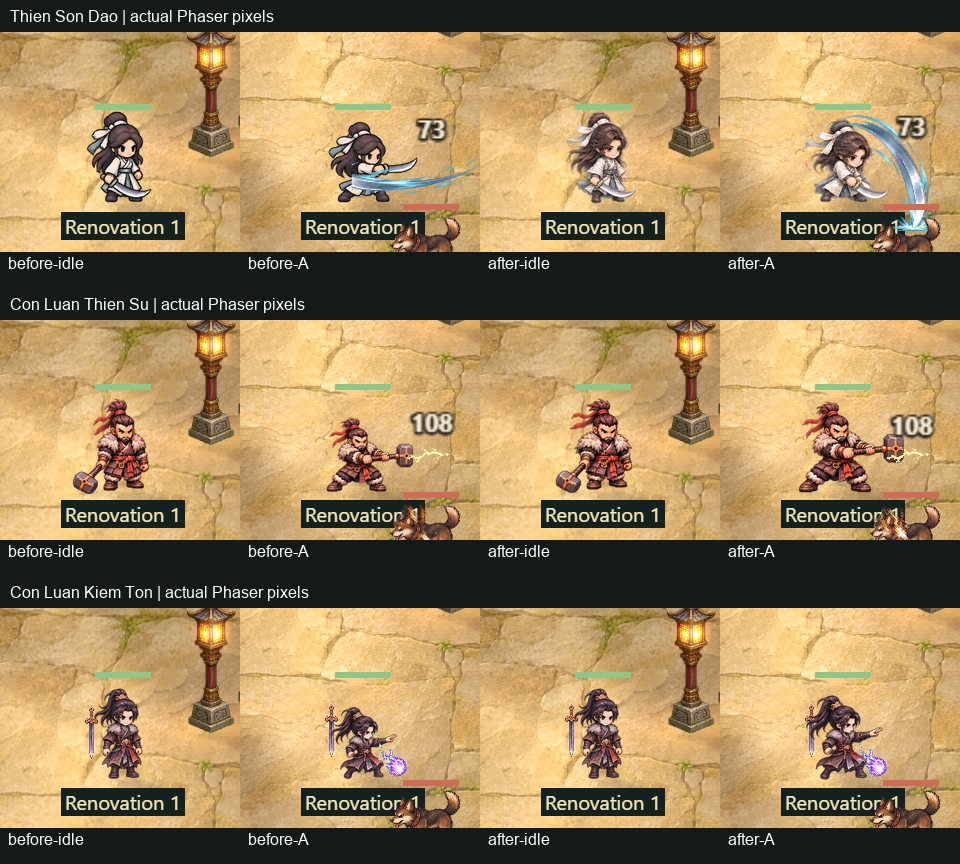 Thien Son Dao | actual Phaser pixels
73
73
Renovation 1
Renovation 1
Renovation 1
Renovation 1
before-idle
before-A
after-idle
after-A
Con Luan Thien Su | actual Phaser pixels
108
108
Renovation 1
Renovation 1
Renovation 1
Renovation 1
before-idle
before-A
after-idle
after-A
Con Luan Kiem Ton | actual Phaser pixels
Renovation 1
Renovation 1
Renovation 1
Renovation 1
before-idle
before-A
after-idle
after-A